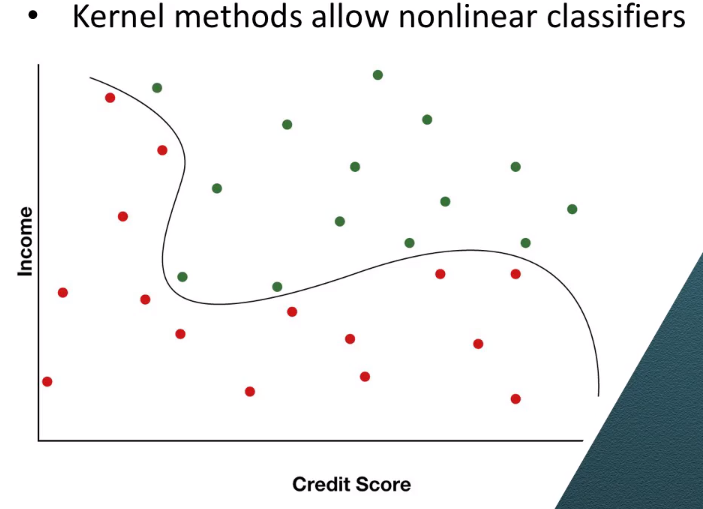 • Kernel methods allow nonlinear classifiers
Income
Credit Score